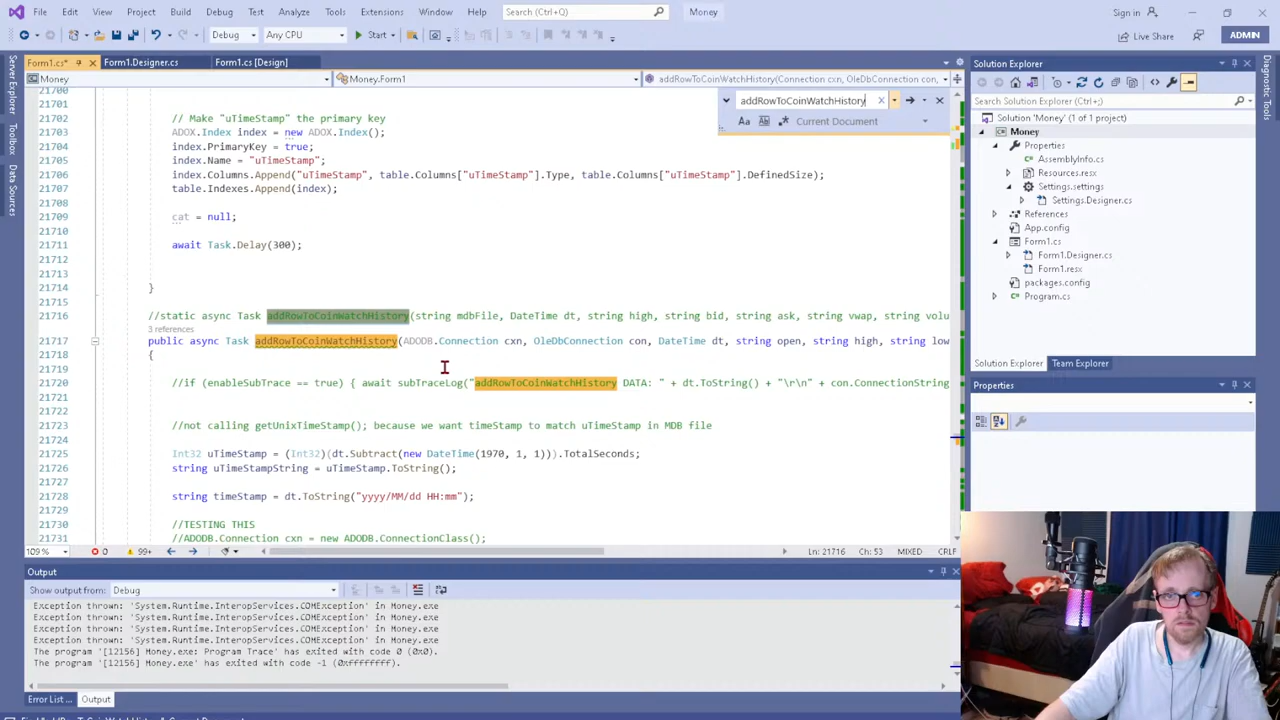 File Edit View Git Project Build Debug Test Analyze Tools Extensions Window Help Search (Ctrl+Q) Money Sign in
Debug Any CPU Start Live Share ADMIN
Server Explorer
Toolbox
Data Sources
Form1.cs* Form1.Designer.cs Form1.cs [Design]
Money Money.Form1 addRowToCoinWatchHistory(Connection cxn, OleDbConnection con,
addRowToCoinWatchHistory
Aa Current Document
21700
21701
21702 // Make "uTimeStamp" the primary key
21703 ADOX.Index index = new ADOX.Index();
21704 index.PrimaryKey = true;
21705 index.Name = "uTimeStamp";
21706 index.Columns.Append("uTimeStamp", table.Columns["uTimeStamp"].Type, table.Columns["uTimeStamp"].DefinedSize);
21707 table.Indexes.Append(index);
21708
21709 cat = null;
21710
21711 await Task.Delay(300);
21712
21713
21714 }
21715
21716 //static async Task addRowToCoinWatchHistory(string mdbFile, DateTime dt, string high, string bid, string ask, string vwap, string volu
3 references
21717 public async Task addRowToCoinWatchHistory(ADODB.Connection cxn, OleDbConnection con, DateTime dt, string open, string high, string low
21718 {
21719
21720 //if (enableSubTrace == true) { await subTraceLog("addRowToCoinWatchHistory DATA: " + dt.ToString() + "\r\n" + con.ConnectionString
21721
21722
21723 //not calling getUnixTimeStamp(); because we want timeStamp to match uTimeStamp in MDB file
21724
21725 Int32 uTimeStamp = (Int32)(dt.Subtract(new DateTime(1970, 1, 1))).TotalSeconds;
21726 string uTimeStampString = uTimeStamp.ToString();
21727
21728 string timeStamp = dt.ToString("yyyy/MM/dd HH:mm");
21729
21730 //TESTING THIS
21731 //ADODB.Connection cxn = new ADODB.ConnectionClass();
109 % 0 99+ Ln: 21716 Ch: 53 MIXED CRLF
Output
Show output from: Debug
Exception thrown: 'System.Runtime.InteropServices.COMException' in Money.exe
Exception thrown: 'System.Runtime.InteropServices.COMException' in Money.exe
Exception thrown: 'System.Runtime.InteropServices.COMException' in Money.exe
Exception thrown: 'System.Runtime.InteropServices.COMException' in Money.exe
The program '[12156] Money.exe: Program Trace' has exited with code 0 (0x0).
The program '[12156] Money.exe' has exited with code -1 (0xffffffff).
Error List ... Output
Solution Explorer
Search Solution Explorer (Ctrl+;)
Solution 'Money' (1 of 1 project)
Money
Properties
AssemblyInfo.cs
Resources.resx
Settings.settings
Settings.Designer.cs
References
App.config
Form1.cs
Form1.Designer.cs
Form1.resx
packages.config
Program.cs
Solution Explorer Team Explorer
Properties
Diagnostic Tools